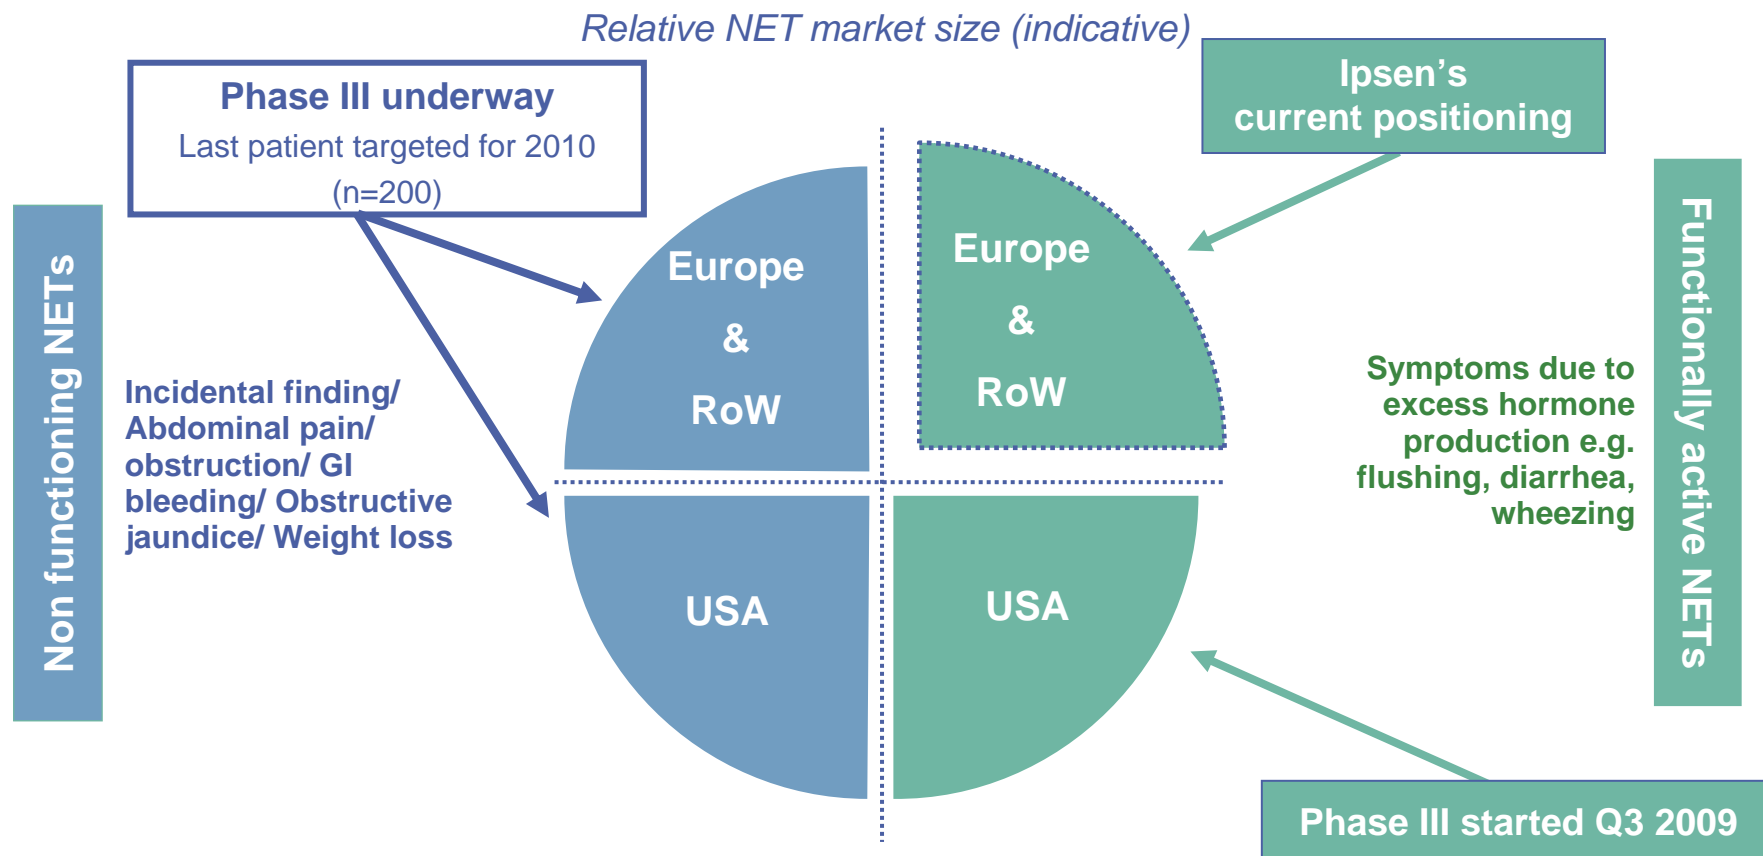 Relative NET market size (indicative)
Phase III underway
Last patient targeted for 2010
(n=200)
Ipsen’s
current positioning
Non functioning NETs
Europe
&
RoW
Europe
&
RoW
Functionally active NETs
Incidental finding/
Abdominal pain/
obstruction/ GI
bleeding/ Obstructive
jaundice/ Weight loss
Symptoms due to
excess hormone
production e.g.
flushing, diarrhea,
wheezing
USA
USA
Phase III started Q3 2009